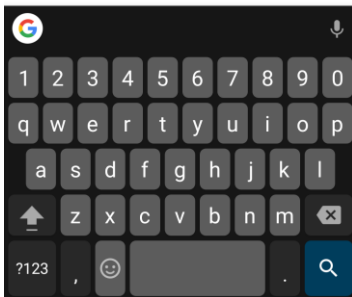 G
1 2 3 4 5 6 7 8 9 0
q w e r t y u i o p
a s d f g h j k l
z x c v b n m
?123 , .